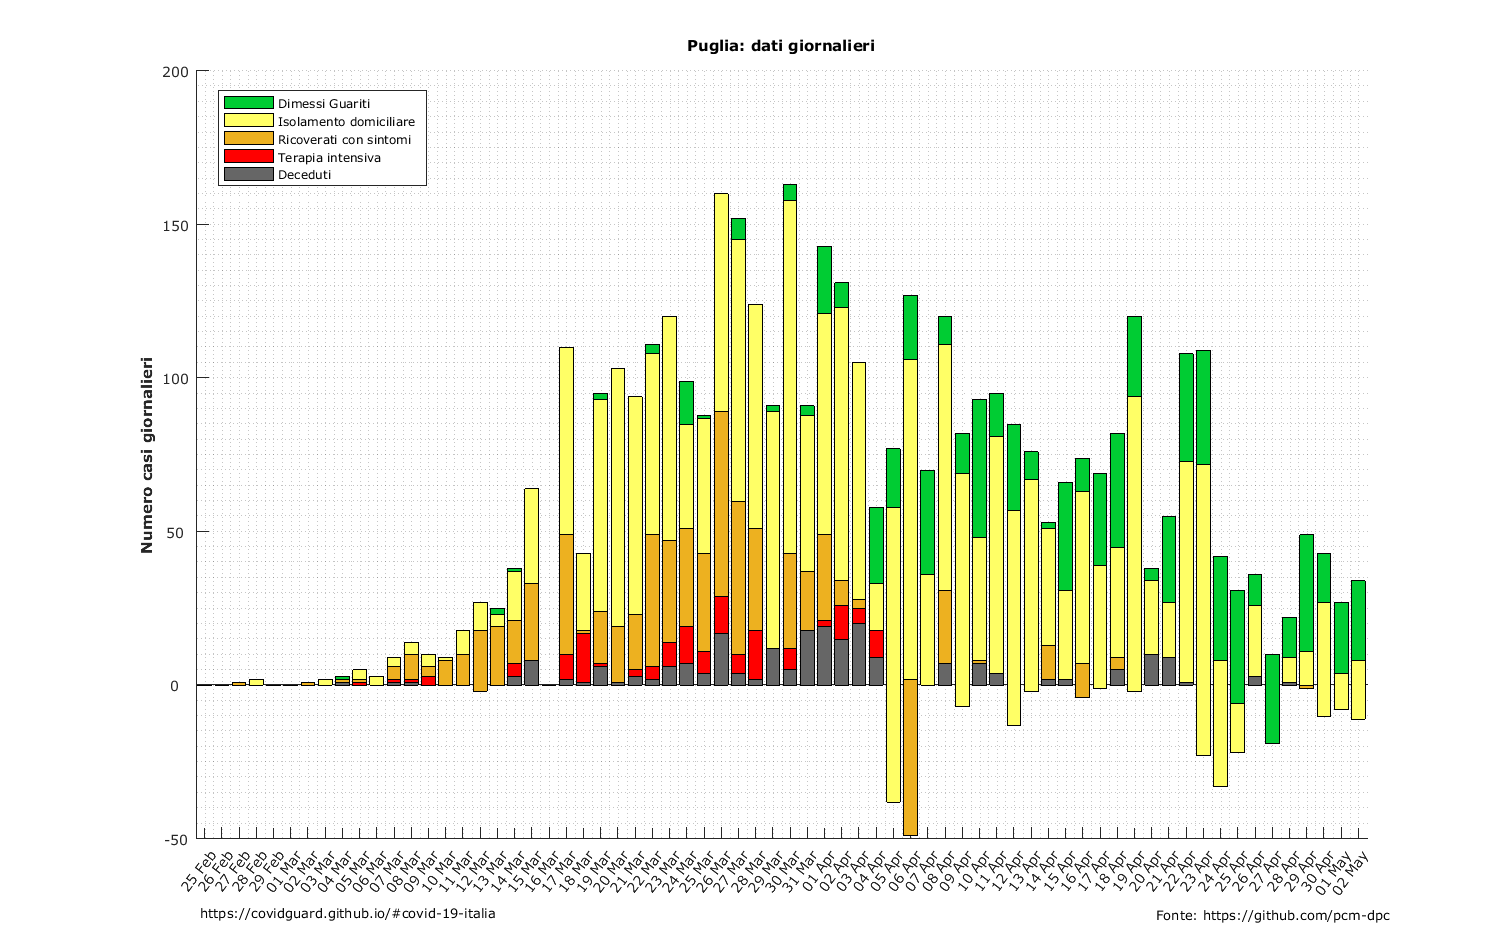 Puglia: dati giornalieri
200
150
100
50
0
-50
Numero casi giornalieri
Dimessi Guariti
Isolamento domiciliare
Ricoverati con sintomi
Terapia intensiva
Deceduti
25 Feb
26 Feb
27 Feb
28 Feb
29 Feb
01 Mar
02 Mar
03 Mar
04 Mar
05 Mar
06 Mar
07 Mar
08 Mar
09 Mar
10 Mar
11 Mar
12 Mar
13 Mar
14 Mar
15 Mar
16 Mar
17 Mar
18 Mar
19 Mar
20 Mar
21 Mar
22 Mar
23 Mar
24 Mar
25 Mar
26 Mar
27 Mar
28 Mar
29 Mar
30 Mar
31 Mar
01 Apr
02 Apr
03 Apr
04 Apr
05 Apr
06 Apr
07 Apr
08 Apr
09 Apr
10 Apr
11 Apr
12 Apr
13 Apr
14 Apr
15 Apr
16 Apr
17 Apr
18 Apr
19 Apr
20 Apr
21 Apr
22 Apr
23 Apr
24 Apr
25 Apr
26 Apr
27 Apr
28 Apr
29 Apr
30 Apr
01 May
02 May
https://covidguard.github.io/#covid-19-italia
Fonte: https://github.com/pcm-dpc